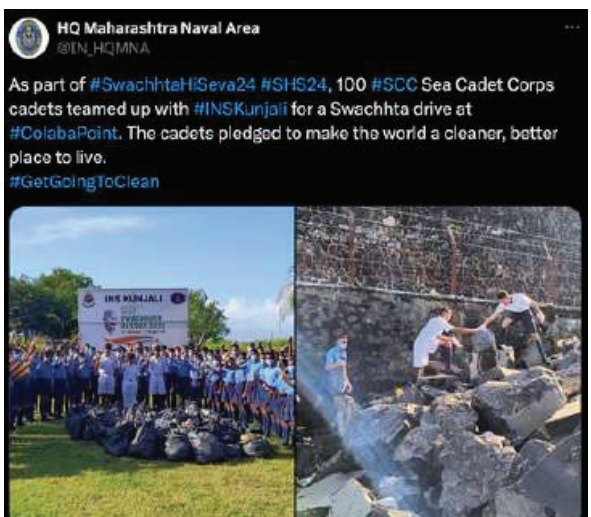 HQ Maharashtra Naval Area
@IN_HQMNA
As part of #SwachhtaHiSeva24 #SHS24, 100 #SCC Sea Cadet Corps
cadets teamed up with #INSKunjali for a Swachhta drive at
#ColabaPoint. The cadets pledged to make the world a cleaner, better
place to live.
#GetGoingToClean
INS KUNJALI